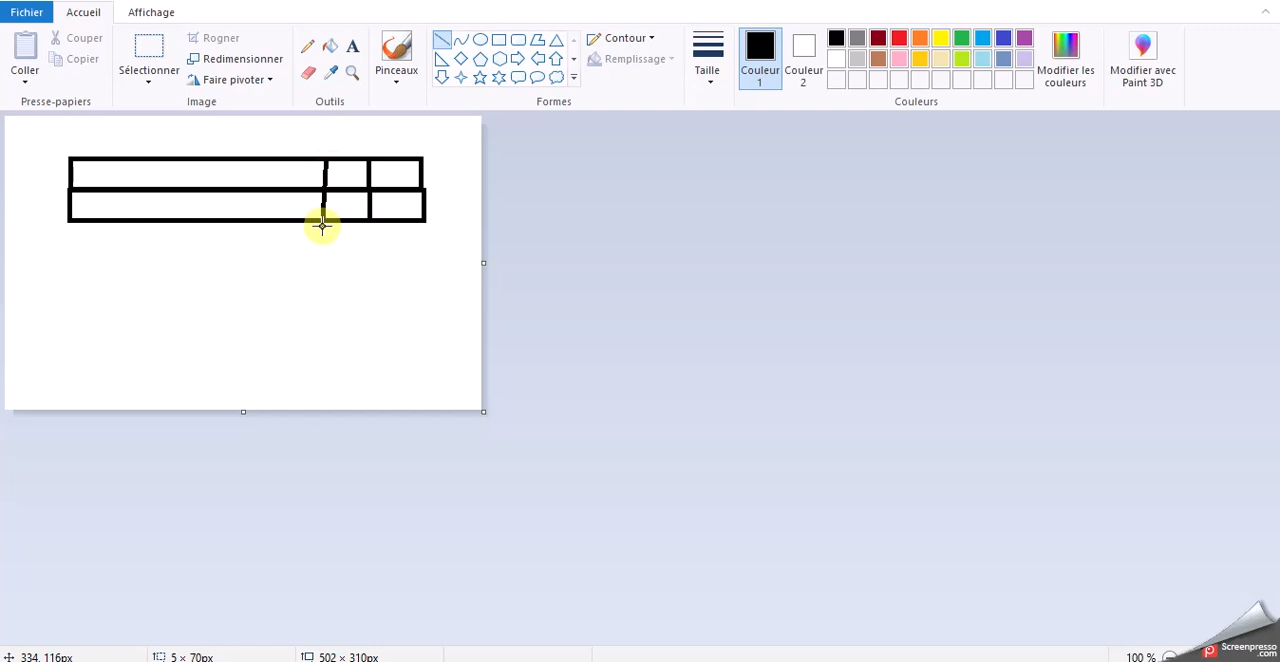 Fichier Accueil Affichage
Coller
Couper
Copier
Presse-papiers
Sélectionner
Rogner
Redimensionner
Faire pivoter
Image
Outils
Pinceaux
Formes
Contour
Remplissage
Taille
Couleur 1
Couleur 2
Couleurs
Modifier les couleurs
Modifier avec Paint 3D
334, 116px 5 × 70px 502 × 310px 100 %
Screenpresso
.com